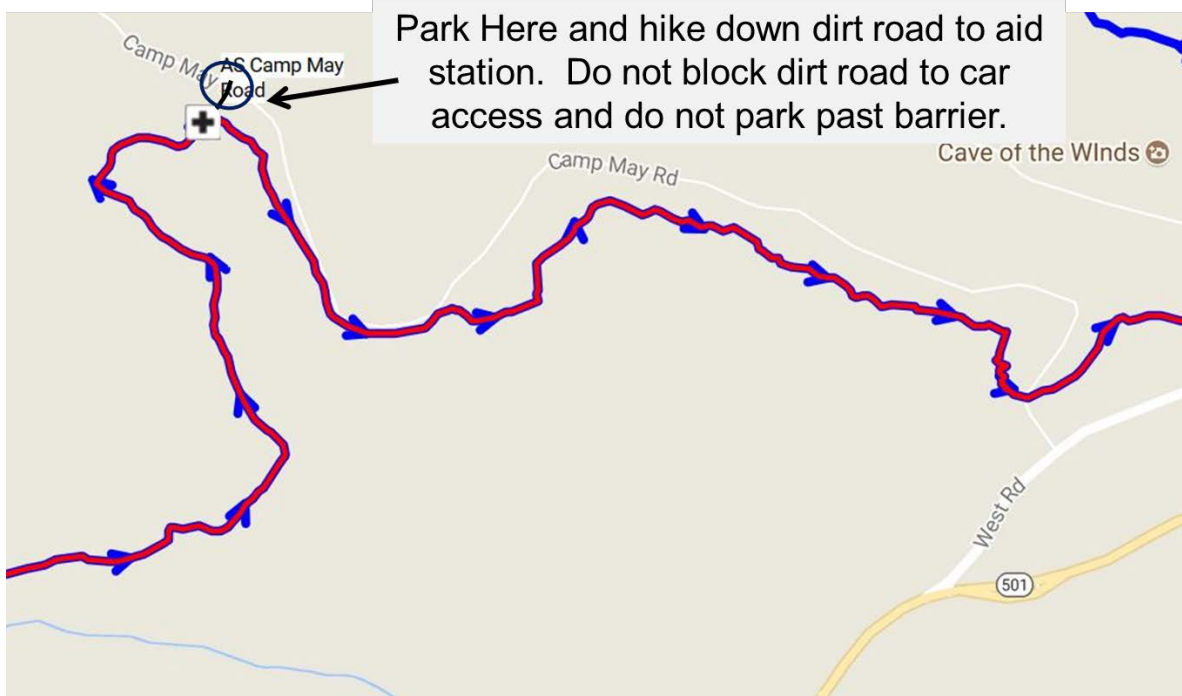 Park Here and hike down dirt road to aid
station. Do not block dirt road to car
access and do not park past barrier.
Camp May
AS Camp May
Road
Cave of the WInds
Camp May Rd
West Rd
501